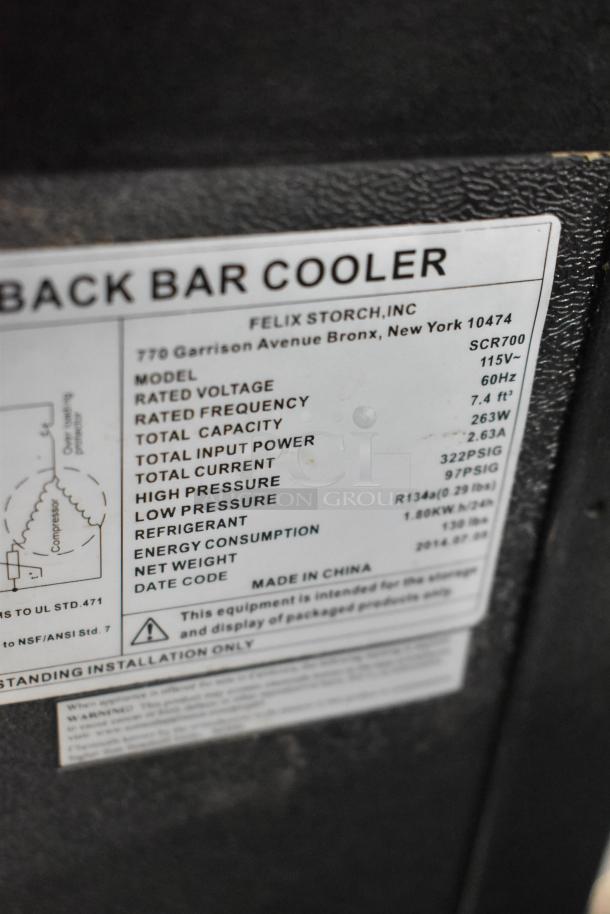 BACK BAR COOLER
FELIX STORCH,INC
770 Garrison Avenue Bronx, New York 10474
MODEL SCR700
RATED VOLTAGE 115V~
RATED FREQUENCY 60Hz
TOTAL CAPACITY 7.4 ft³
TOTAL INPUT POWER 263W
TOTAL CURRENT 2.63A
HIGH PRESSURE 322PSIG
LOW PRESSURE 97PSIG
REFRIGERANT R134a(0.29 lbs)
ENERGY CONSUMPTION 1.80KW.h/24h
NET WEIGHT 130 lbs
DATE CODE 2014.07.08
MADE IN CHINA
This equipment is intended for the storage
and display of packaged products only.
Over loading
protector
Compressor
MS TO UL STD.471
to NSF/ANSI Std. 7
STANDING INSTALLATION ONLY
WARNING!